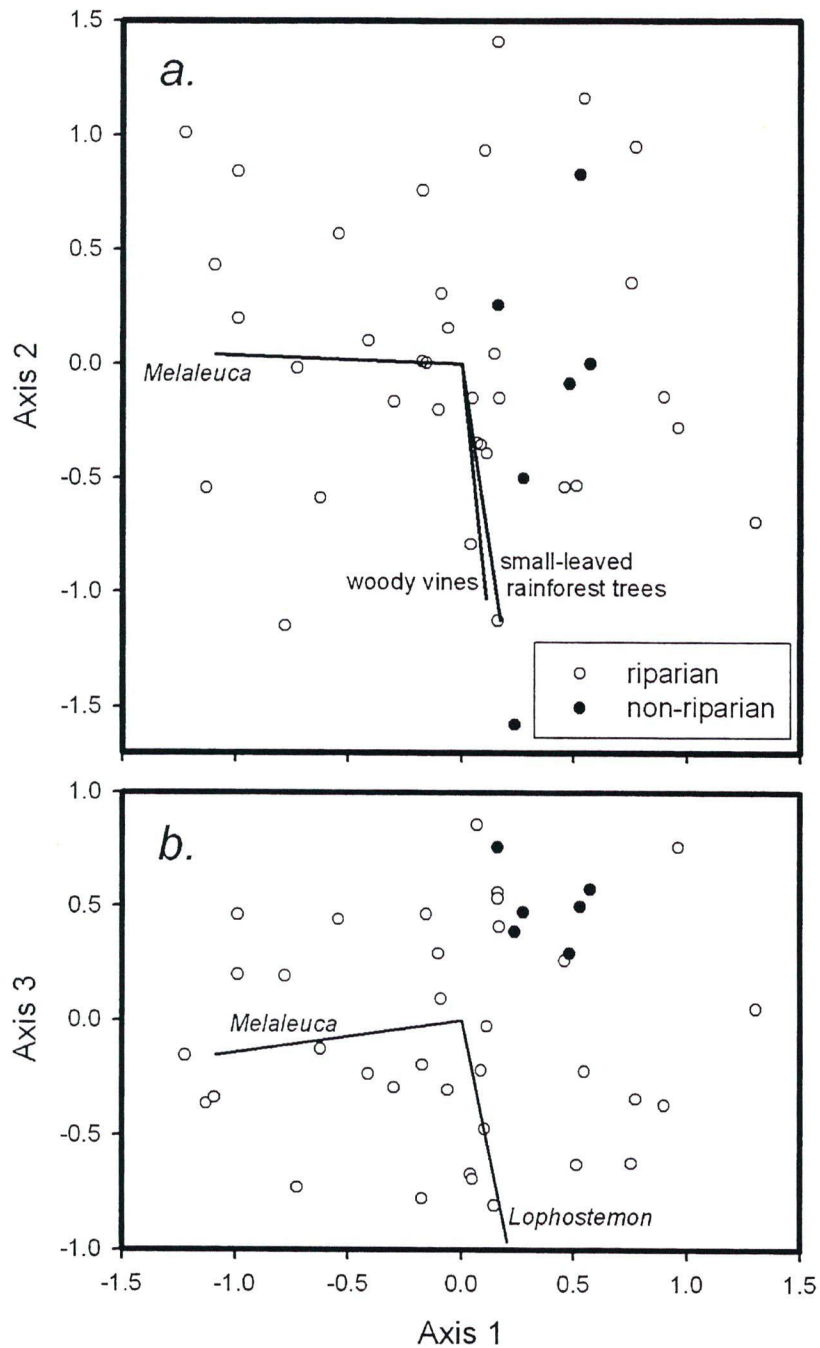 a.
1.5
1.0
0.5
0.0
-0.5
-1.0
-1.5
Axis 2
Melaleuca
woody vines
small-leaved
rainforest trees
riparian
non-riparian
b.
1.0
0.5
0.0
-0.5
-1.0
Axis 3
Melaleuca
Lophostemon
-1.5 -1.0 -0.5 0.0 0.5 1.0 1.5
Axis 1